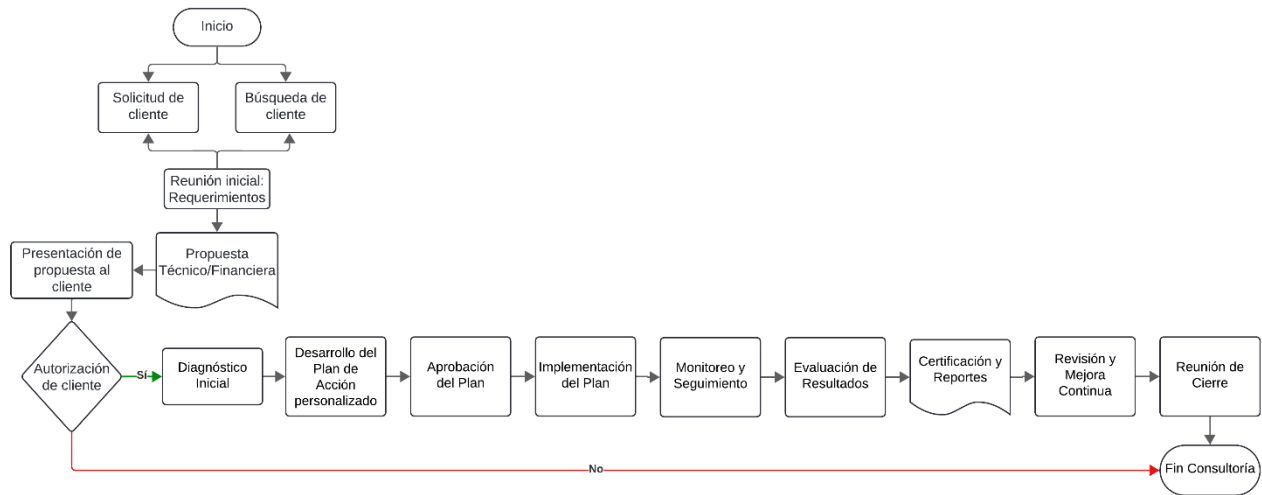 Inicio
Solicitud de
cliente
Búsqueda de
cliente
Reunión inicial:
Requerimientos
Propuesta
Técnico/Financiera
Presentación de
propuesta al
cliente
Autorización
de cliente
Sí
Diagnóstico
Inicial
Desarrollo del
Plan de
Acción
personalizado
Aprobación
del Plan
Implementación
del Plan
Monitoreo y
Seguimiento
Evaluación de
Resultados
Certificación y
Reportes
Revisión y
Mejora
Continua
Reunión de
Cierre
No
Fin Consultoría